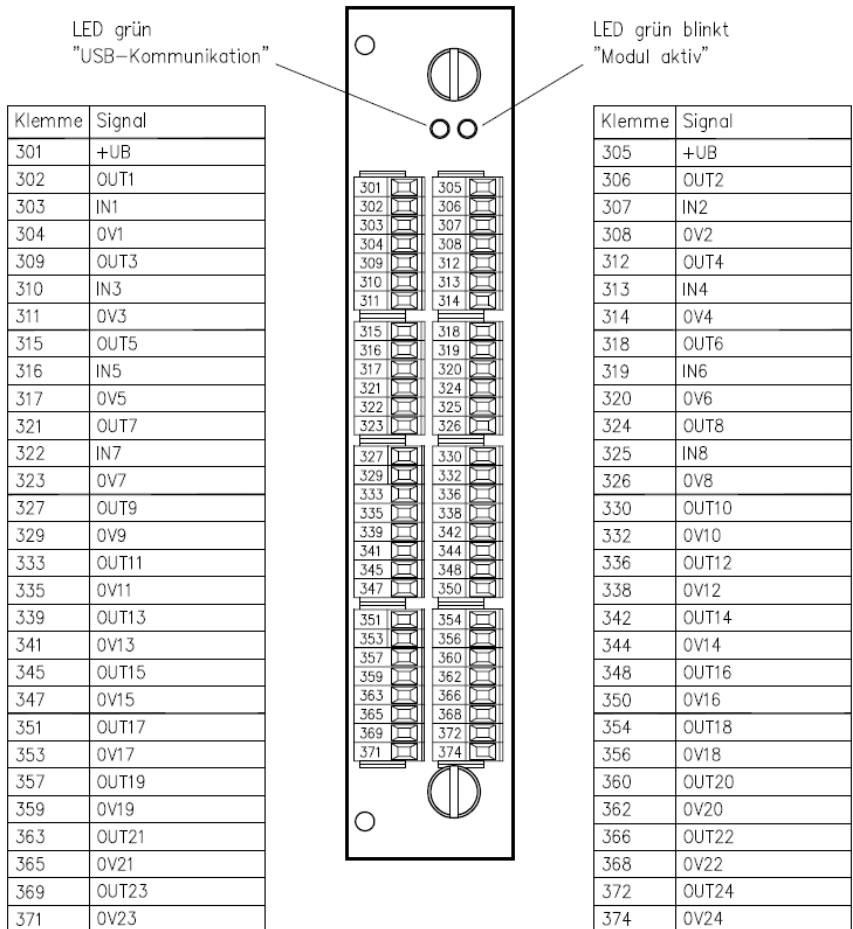 LED grün
"USB-Kommunikation"
LED grün blinkt
"Modul aktiv"
Klemme Signal
301 +UB
302 OUT1
303 IN1
304 0V1
309 OUT3
310 IN3
311 0V3
315 OUT5
316 IN5
317 0V5
321 OUT7
322 IN7
323 0V7
327 OUT9
329 0V9
333 OUT11
335 0V11
339 OUT13
341 0V13
345 OUT15
347 0V15
351 OUT17
353 0V17
357 OUT19
359 0V19
363 OUT21
365 0V21
369 OUT23
371 0V23
301 305
302 306
303 307
304 308
309 312
310 313
311 314
315 318
316 319
317 320
321 324
322 325
323 326
327 330
329 332
333 336
335 338
339 342
341 344
345 348
347 350
351 354
353 356
357 360
359 362
363 366
365 368
369 372
371 374
Klemme Signal
305 +UB
306 OUT2
307 IN2
308 0V2
312 OUT4
313 IN4
314 0V4
318 OUT6
319 IN6
320 0V6
324 OUT8
325 IN8
326 0V8
330 OUT10
332 0V10
336 OUT12
338 0V12
342 OUT14
344 0V14
348 OUT16
350 0V16
354 OUT18
356 0V18
360 OUT20
362 0V20
366 OUT22
368 0V22
372 OUT24
374 0V24